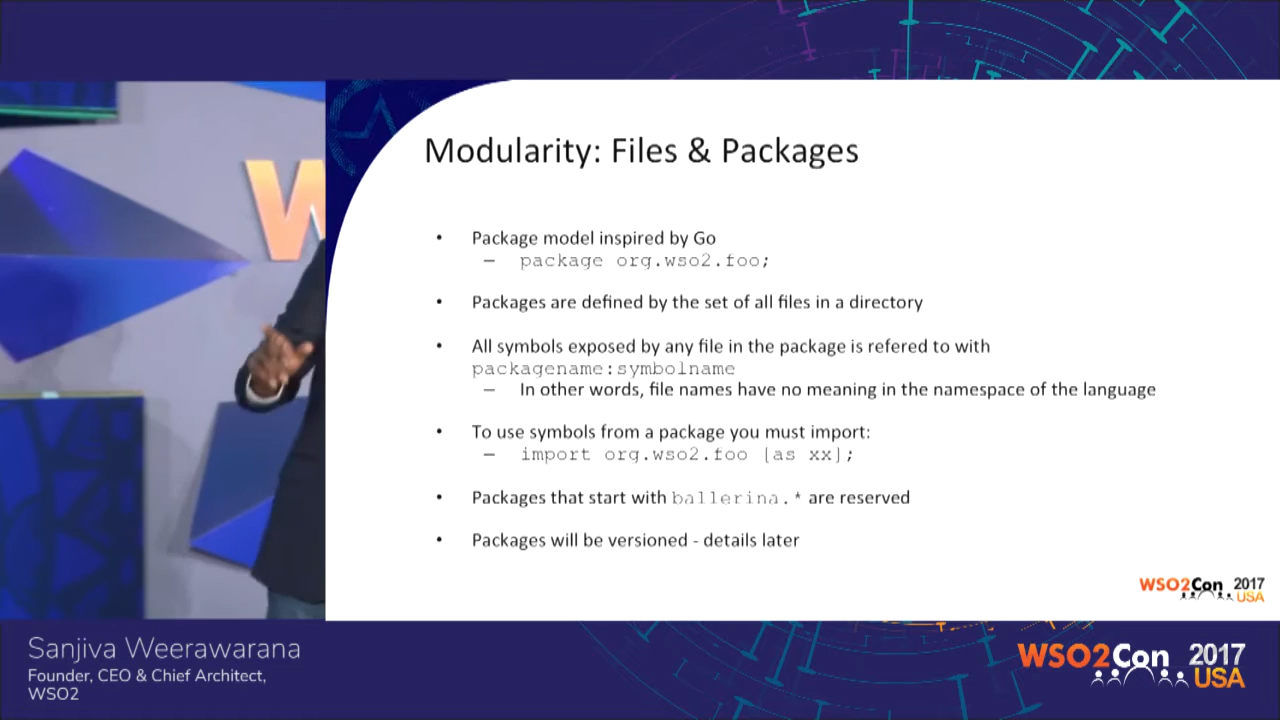 W
Modularity: Files & Packages
• Package model inspired by Go
– package org.wso2.foo;
• Packages are defined by the set of all files in a directory
• All symbols exposed by any file in the package is refered to with
packagename:symbolname
– In other words, file names have no meaning in the namespace of the language
• To use symbols from a package you must import:
– import org.wso2.foo [as xx];
• Packages that start with ballerina.* are reserved
• Packages will be versioned - details later
WSO2Con 2017
USA
Sanjiva Weerawarana
Founder, CEO & Chief Architect,
WSO2
WSO2Con 2017
USA